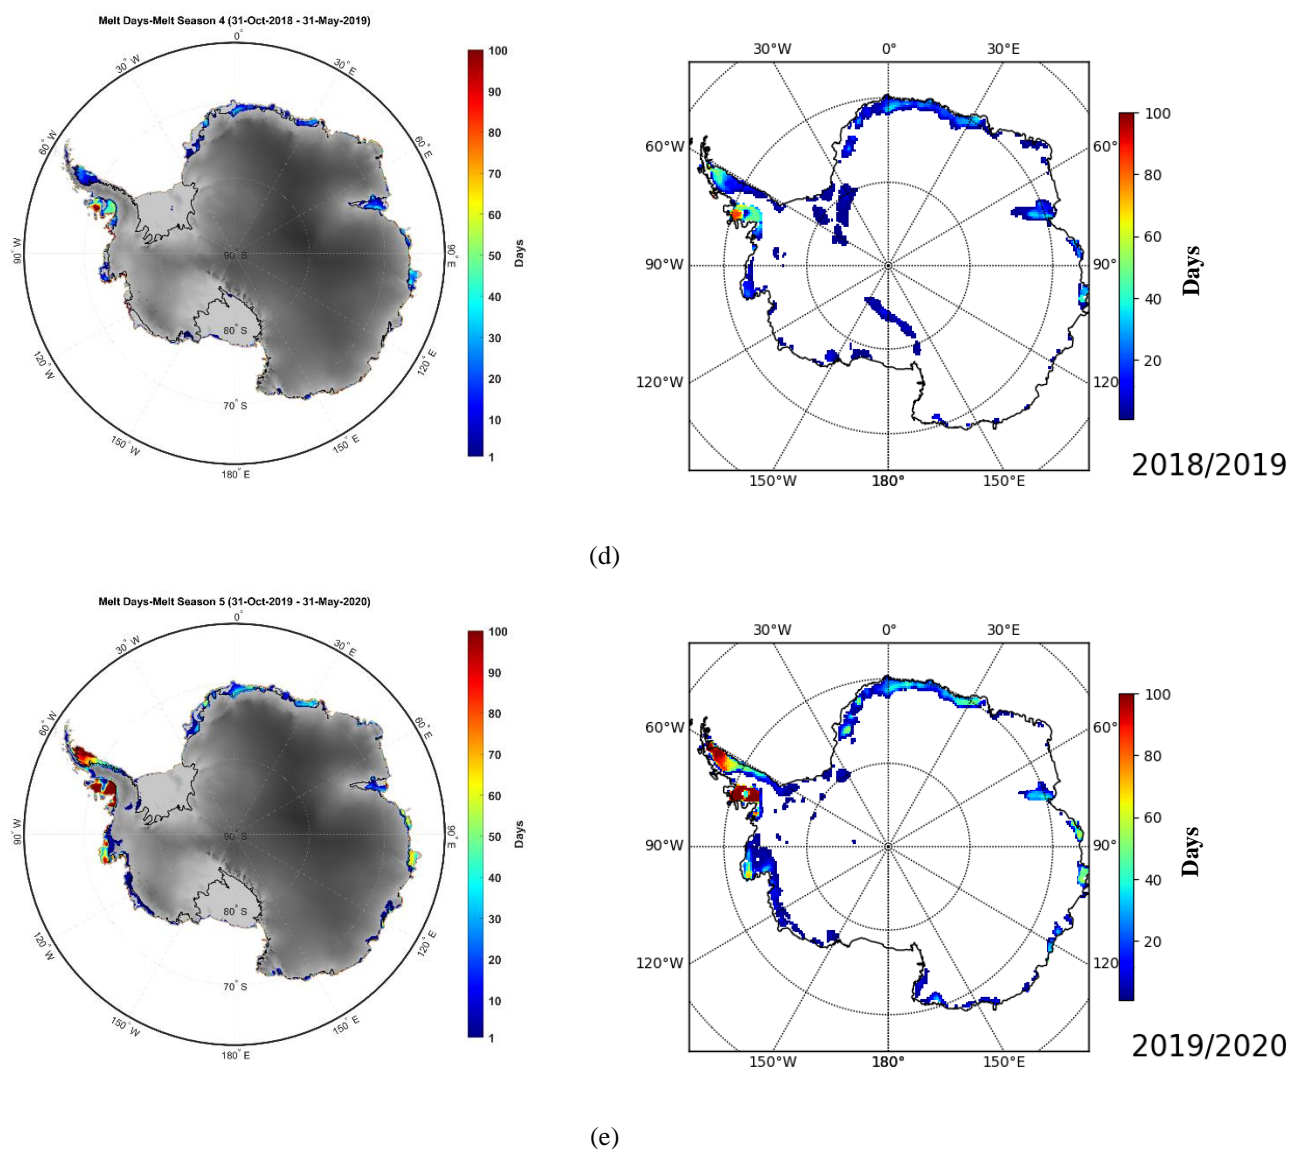 Melt Days-Melt Season 4 (31-Oct-2018 - 31-May-2019)
0°
30° W
30° E
60° W
60° E
90° W
90° E
90° S
80° S
70° S
120° W
120° E
150° W
150° E
180° E
100
90
80
70
60
50
40
30
20
10
1
Days
30°W 0° 30°E
60°W 60°
90°W 90°
120°W 120
150°W 180° 150°E
100
80
60
40
20
Days
2018/2019
(d)
Melt Days-Melt Season 5 (31-Oct-2019 - 31-May-2020)
0°
30° W
30° E
60° W
60° E
90° W
90° E
90° S
80° S
70° S
120° W
120° E
150° W
150° E
180° E
100
90
80
70
60
50
40
30
20
10
1
Days
30°W 0° 30°E
60°W 60°
90°W 90°
120°W 120
150°W 180° 150°E
100
80
60
40
20
Days
2019/2020
(e)